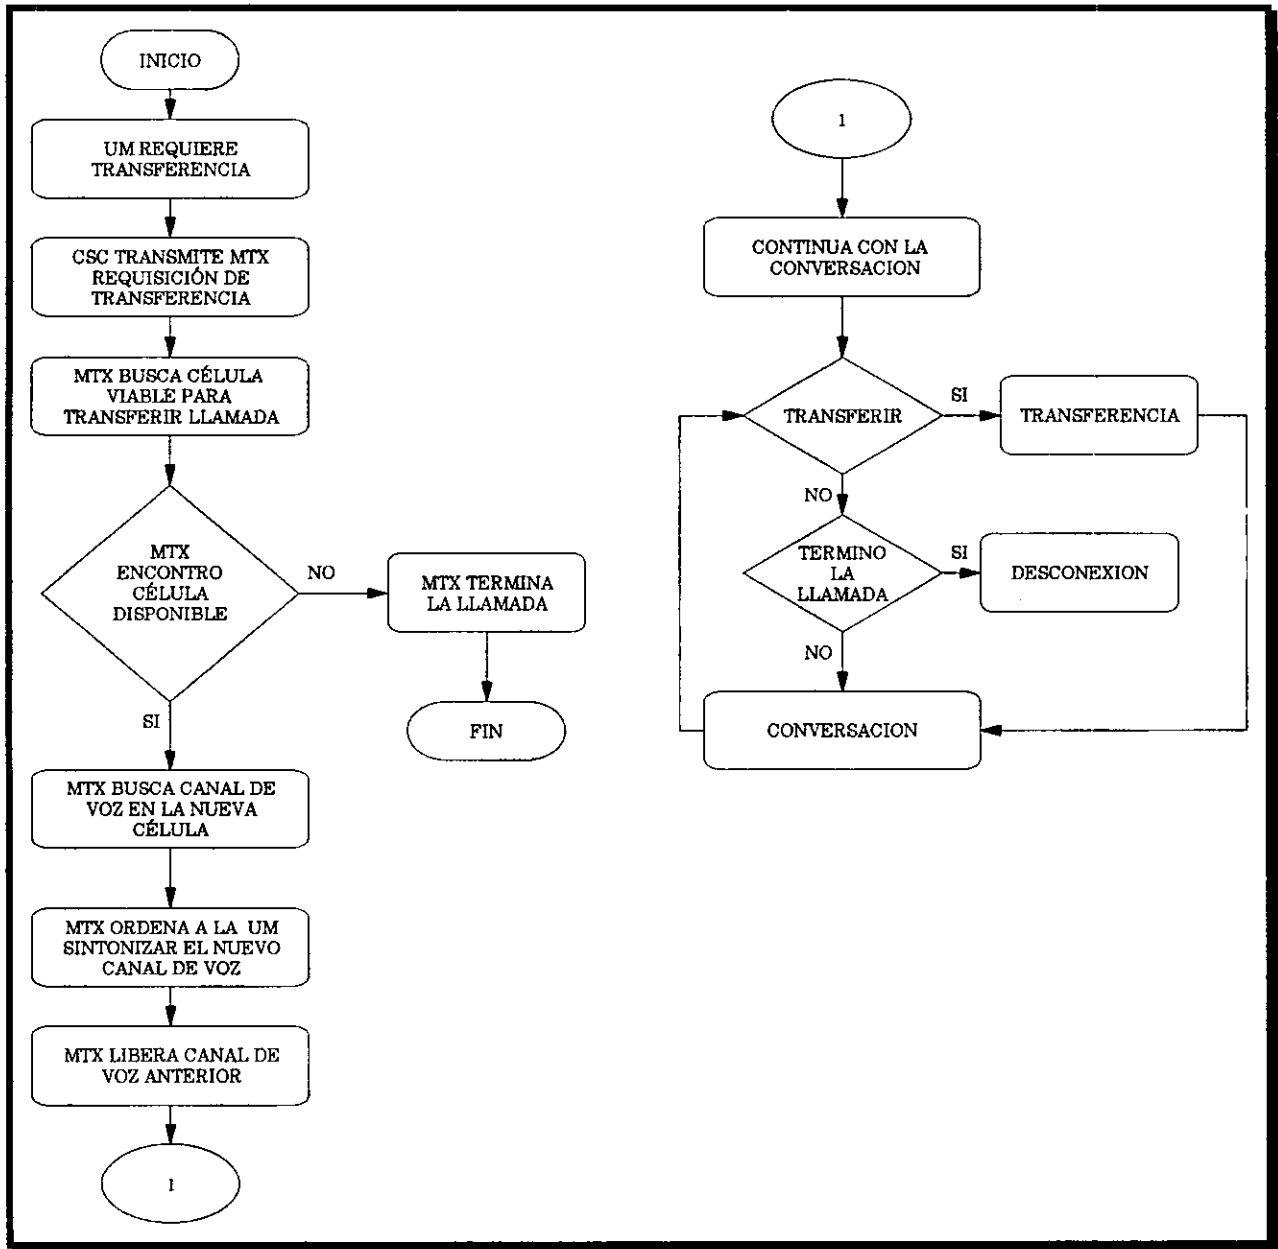 INICIO
UM REQUIERE
TRANSFERENCIA
CSC TRANSMITE MTX
REQUISICIÓN DE
TRANSFERENCIA
MTX BUSCA CÉLULA
VIABLE PARA
TRANSFERIR LLAMADA
MTX
ENCONTRO
CÉLULA
DISPONIBLE
NO
MTX TERMINA
LA LLAMADA
FIN
SI
MTX BUSCA CANAL DE
VOZ EN LA NUEVA
CÉLULA
MTX ORDENA A LA UM
SINTONIZAR EL NUEVO
CANAL DE VOZ
MTX LIBERA CANAL DE
VOZ ANTERIOR
1
1
CONTINUA CON LA
CONVERSACION
TRANSFERIR
SI
TRANSFERENCIA
NO
TERMINO
LA
LLAMADA
SI
DESCONEXION
NO
CONVERSACION